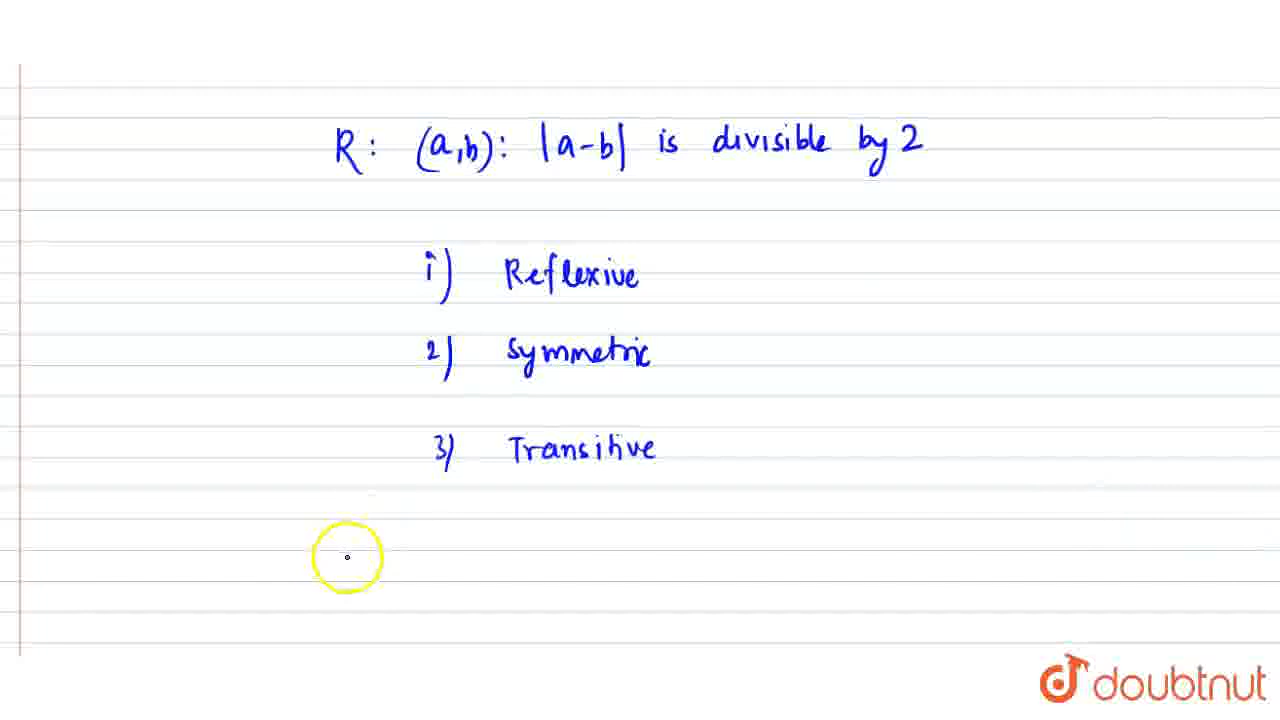 R: (a,b): |a-b| is divisible by 2
i) Reflexive
2) Symmetric
3) Transitive
doubtnut